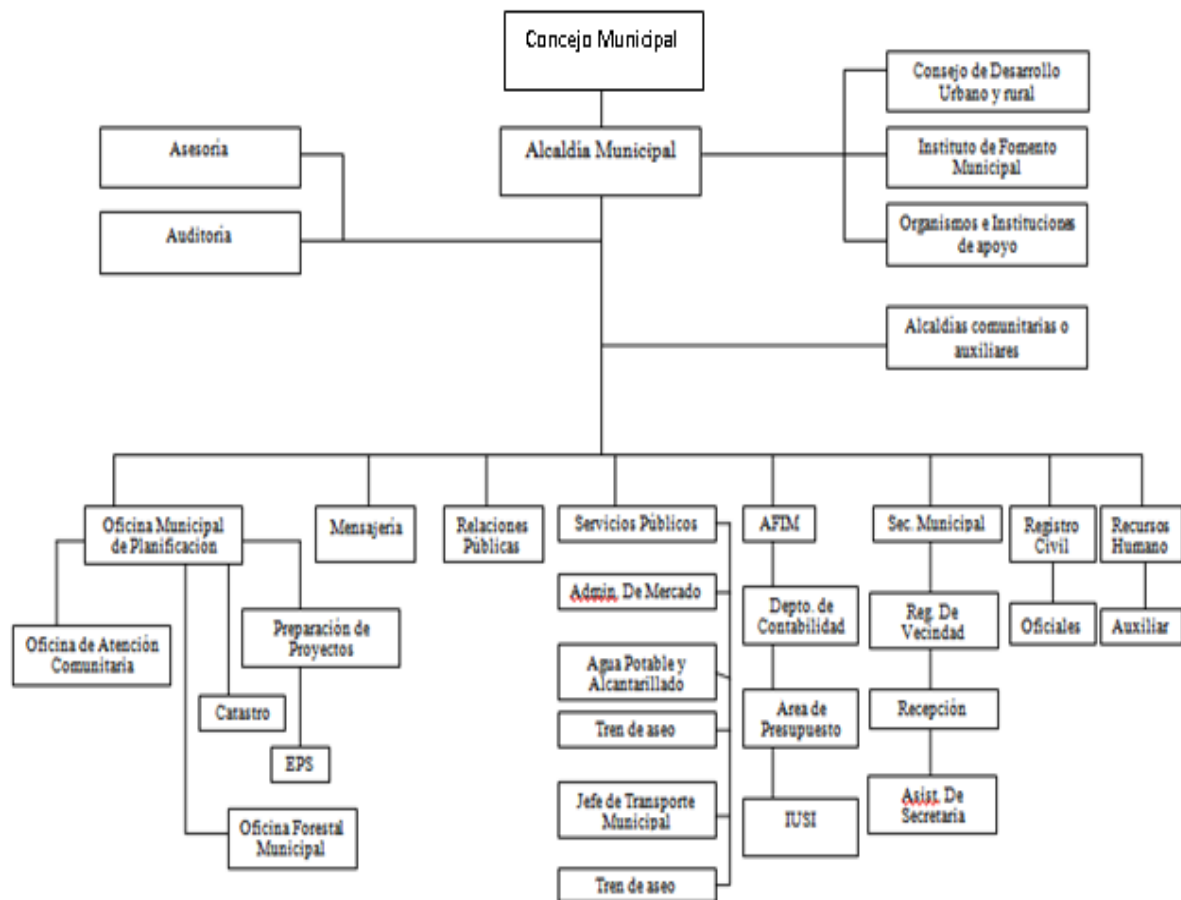 Concejo Municipal
Consejo de Desarrollo
Urbano y rural
Asesoría
Alcaldía Municipal
Instituto de Fomento
Municipal
Auditoria
Organismos e Instituciones
de apoyo
Alcaldias comunitarias o
auxiliares
Oficina Municipal
de Planificación
Mensajería
Relaciones
Públicas
Servicios Públicos
AFIM
Sec. Municipal
Registro
Civil
Recursos
Humano
Oficina de Atención
Comunitaria
Preparación de
Proyectos
Catastro
EPS
Oficina Forestal
Municipal
Admin. De Mercado
Agua Potable y
Alcantarillado
Tren de aseo
Jefe de Transporte
Municipal
Tren de aseo
Depto. de
Contabilidad
Area de
Presupuesto
IUSI
Reg. De
Vecindad
Recepción
Asist. De
Secretaría
Oficiales
Auxiliar